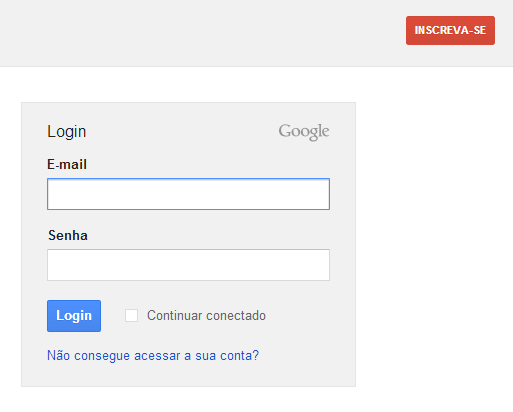 INSCREVA-SE
Login Google
E-mail
Senha
Login Continuar conectado
Não consegue acessar a sua conta?